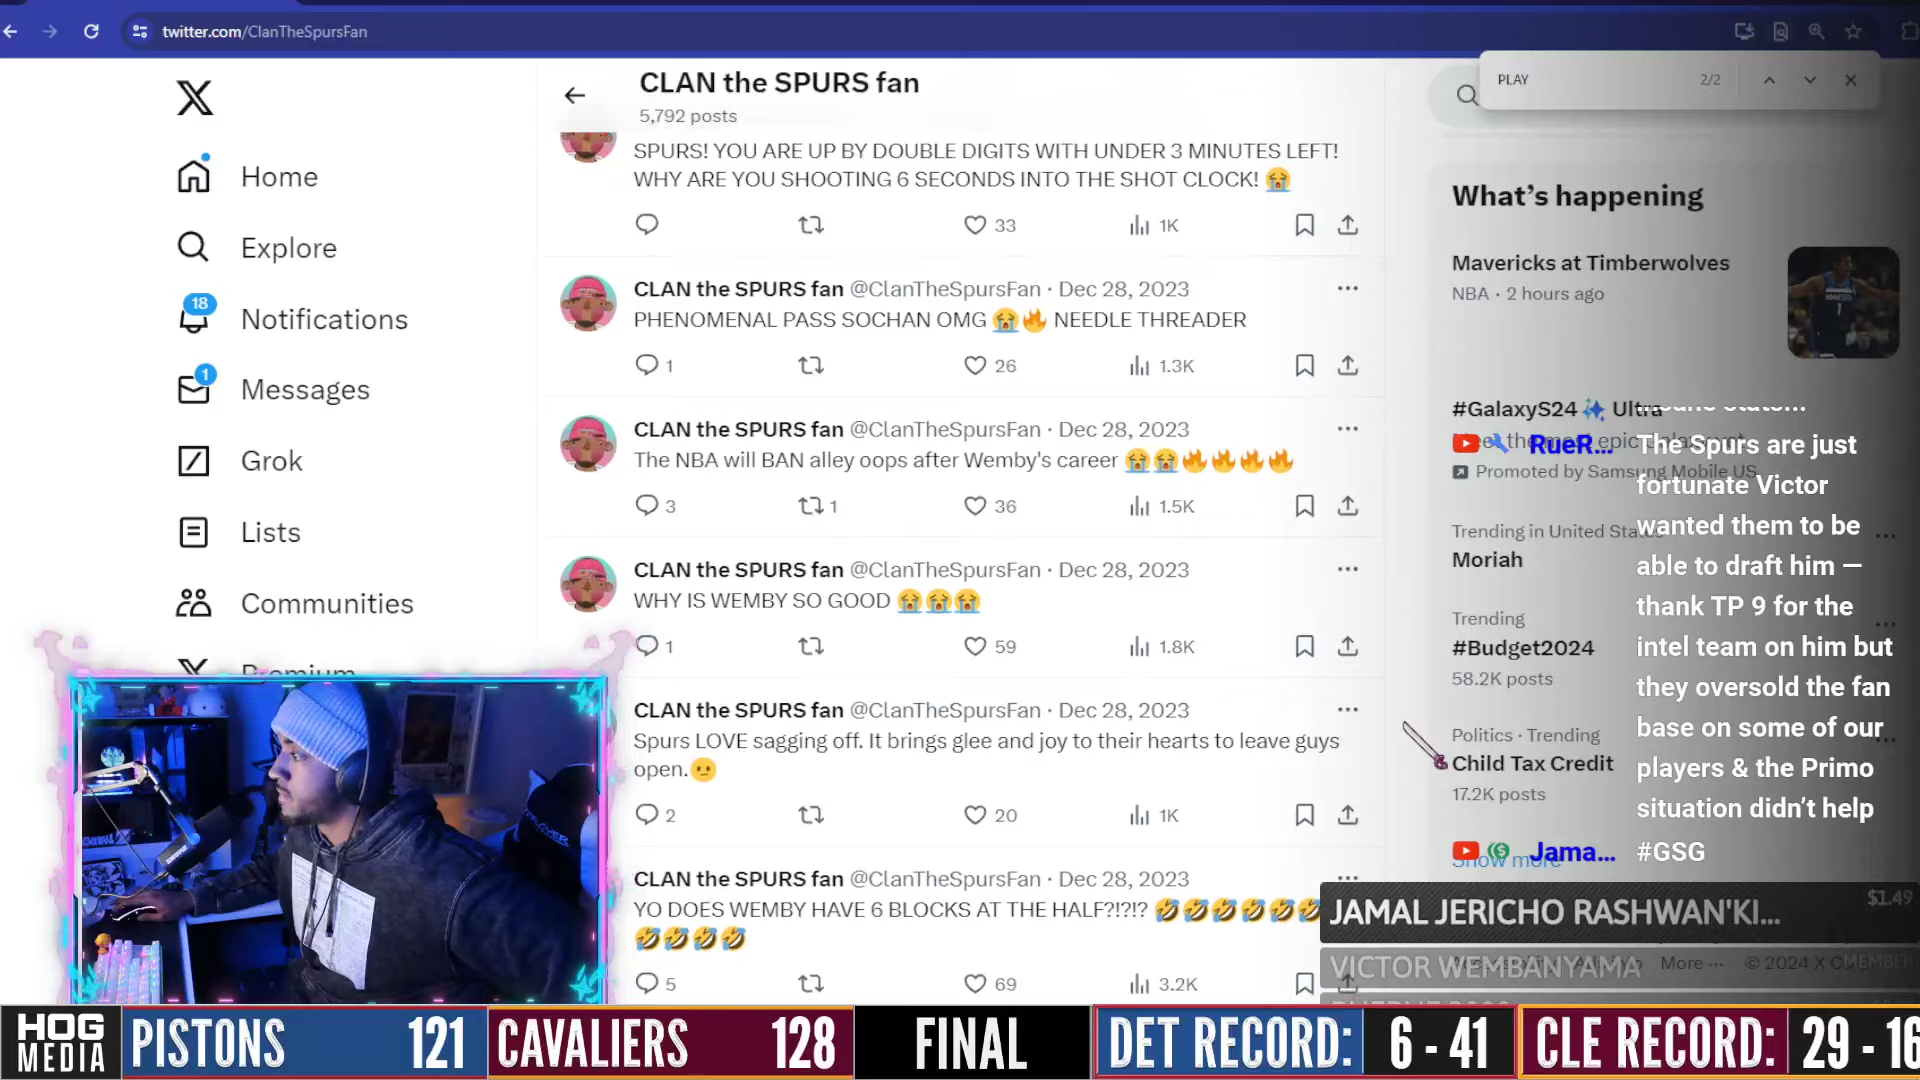 twitter.com/ClanTheSpursFan
PLAY
2/2
CLAN the SPURS fan
5,792 posts
Home
Explore
18
Notifications
1
Messages
Grok
Lists
Communities
Premium
SPURS! YOU ARE UP BY DOUBLE DIGITS WITH UNDER 3 MINUTES LEFT!
WHY ARE YOU SHOOTING 6 SECONDS INTO THE SHOT CLOCK! 😭
33 1K
CLAN the SPURS fan @ClanTheSpursFan · Dec 28, 2023
PHENOMENAL PASS SOCHAN OMG 😭🔥 NEEDLE THREADER
1 26 1.3K
CLAN the SPURS fan @ClanTheSpursFan · Dec 28, 2023
The NBA will BAN alley oops after Wemby's career 😭😭🔥🔥🔥🔥
3 1 36 1.5K
CLAN the SPURS fan @ClanTheSpursFan · Dec 28, 2023
WHY IS WEMBY SO GOOD 😭😭😭
1 59 1.8K
CLAN the SPURS fan @ClanTheSpursFan · Dec 28, 2023
Spurs LOVE sagging off. It brings glee and joy to their hearts to leave guys
open.🫤
2 20 1K
CLAN the SPURS fan @ClanTheSpursFan · Dec 28, 2023
YO DOES WEMBY HAVE 6 BLOCKS AT THE HALF?!?!? 🤣🤣🤣🤣🤣🤣
🤣🤣🤣🤣
5 69 3.2K
What's happening
Mavericks at Timberwolves
NBA · 2 hours ago
#GalaxyS24✨ Ultra
Promoted by Samsung Mobile US
Trending in United States
Moriah
Trending
#Budget2024
58.2K posts
Politics · Trending
Child Tax Credit
17.2K posts
Show more
More ··· © 2024 X Corp
RueR...
The Spurs are just
fortunate Victor
wanted them to be
able to draft him —
thank TP 9 for the
intel team on him but
they oversold the fan
base on some of our
players & the Primo
situation didn't help
Jama... #GSG
JAMAL JERICHO RASHWAN'KI... $1.49
VICTOR WEMBANYAMA MEMBER
HOG
MEDIA
PISTONS 121 CAVALIERS 128 FINAL DET RECORD: 6 - 41 CLE RECORD: 29 - 16